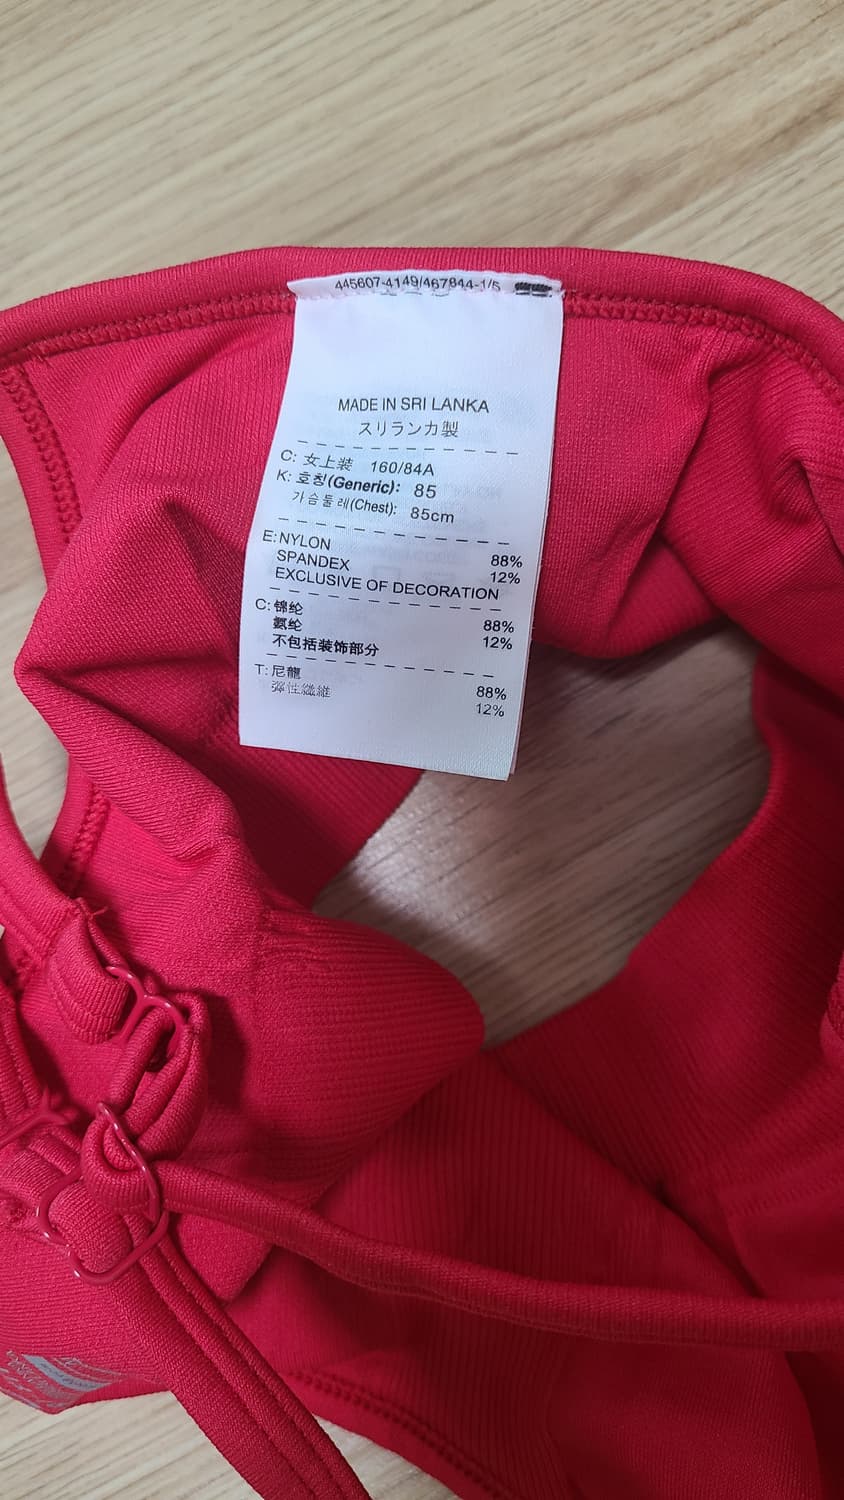 445607-4149/467844-1/5
MADE IN SRI LANKA
スリランカ製
C: 女上装 160/84A
K: 호칭(Generic): 85
가슴둘레(Chest): 85cm
E: NYLON 88%
SPANDEX 12%
EXCLUSIVE OF DECORATION
C: 锦纶 88%
氨纶 12%
不包括装饰部分
T: 尼龍 88%
彈性纖維 12%